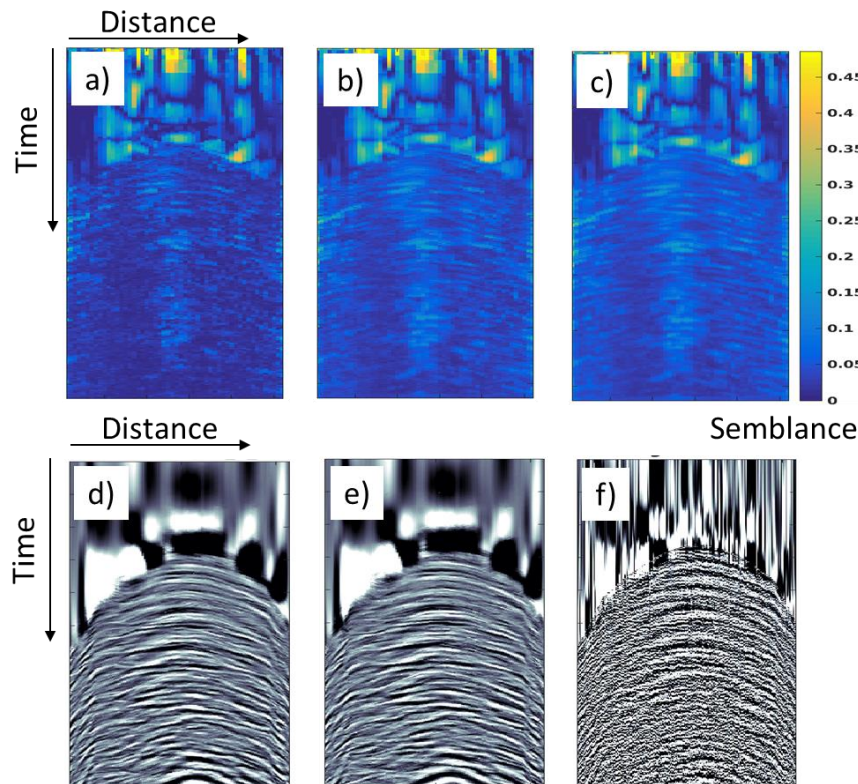 Distance
Time
a)
b)
c)
0.45
0.4
0.35
0.3
0.25
0.2
0.15
0.1
0.05
0
Semblance
Distance
Time
d)
e)
f)